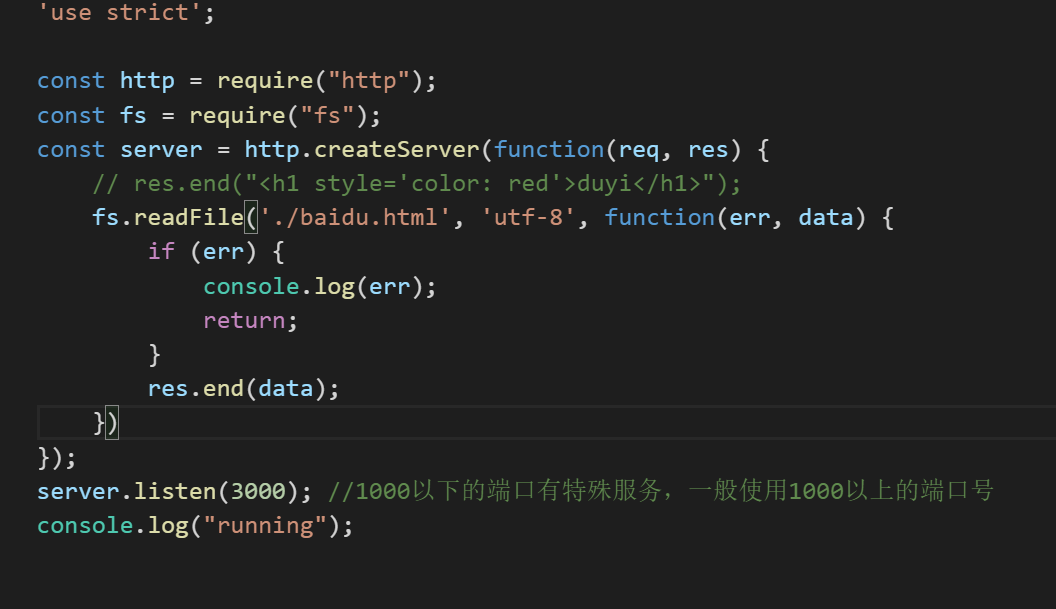 'use strict';
const http = require("http");
const fs = require("fs");
const server = http.createServer(function(req, res) {
    // res.end("<h1 style='color: red'>duyi</h1>");
    fs.readFile('./baidu.html', 'utf-8', function(err, data) {
        if (err) {
            console.log(err);
            return;
        }
        res.end(data);
    })
});
server.listen(3000); //1000以下的端口有特殊服务，一般使用1000以上的端口号
console.log("running");